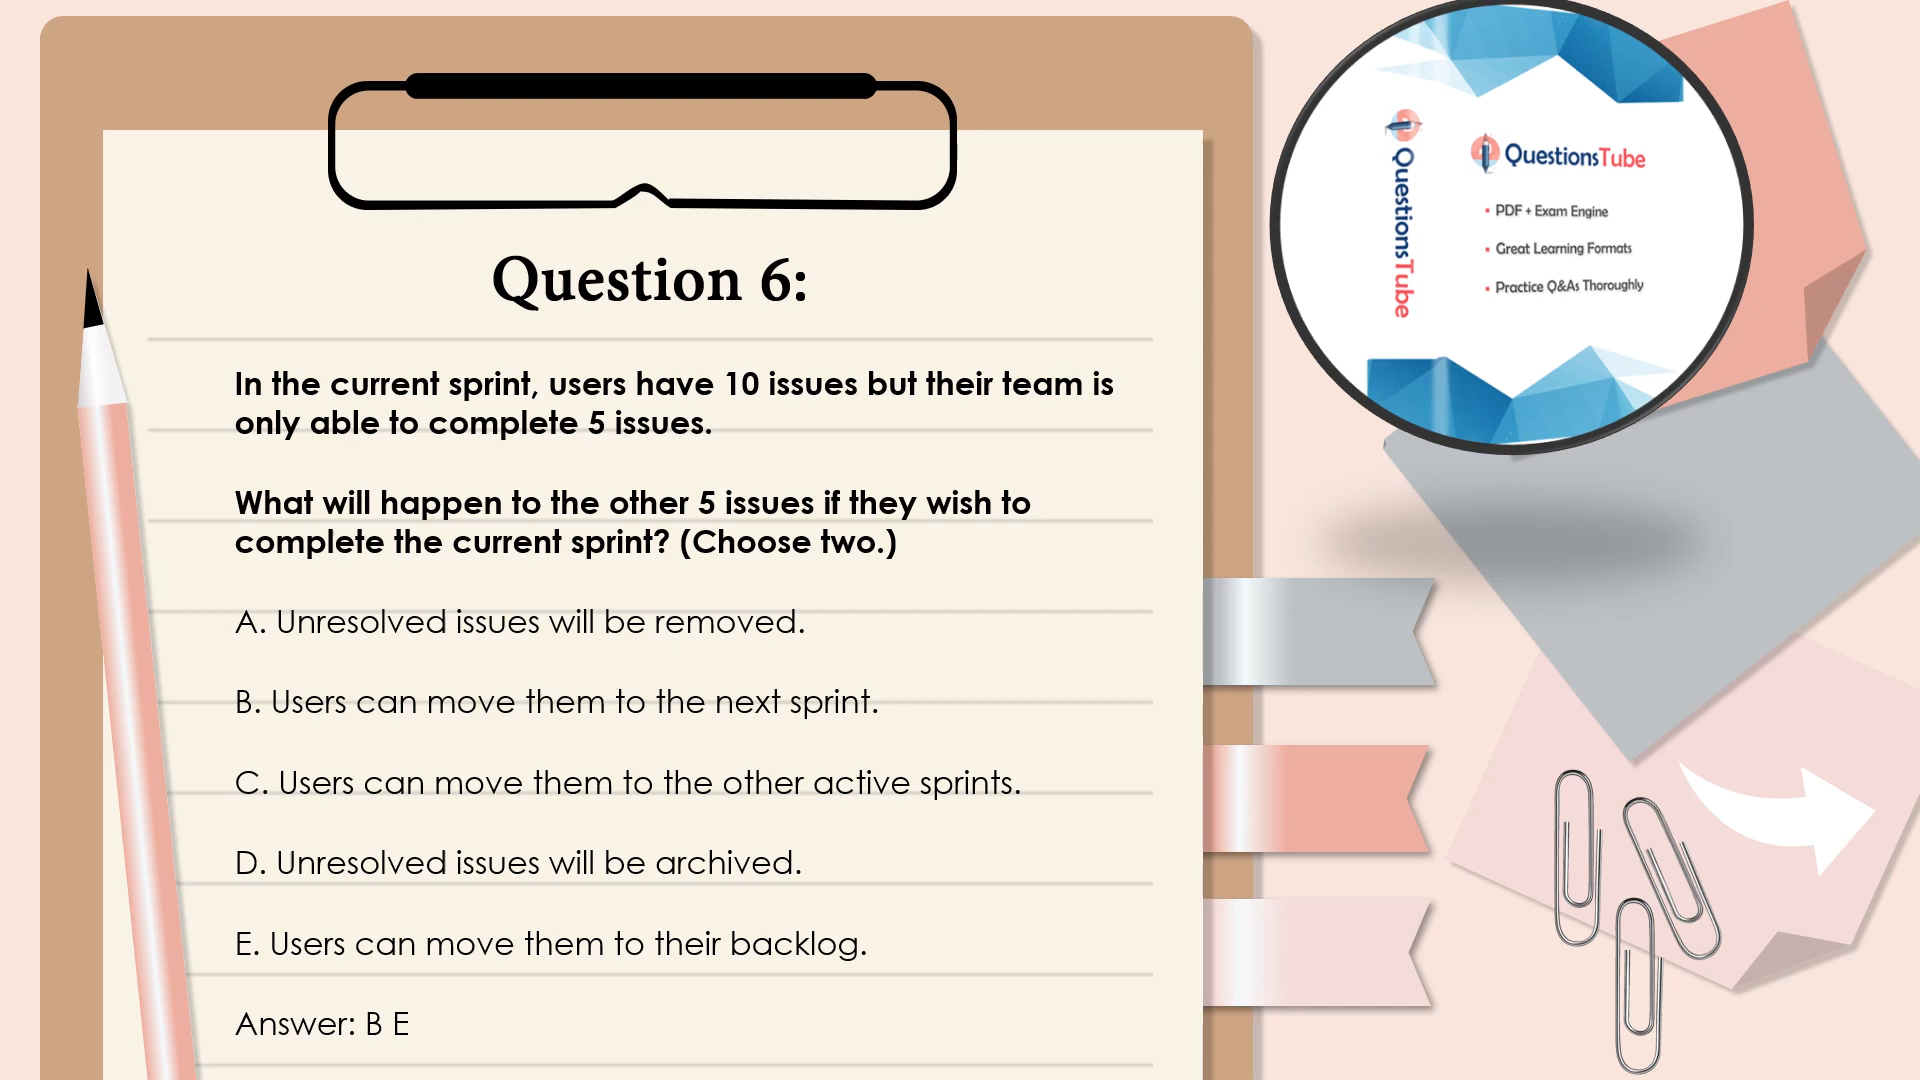 Question 6:
In the current sprint, users have 10 issues but their team is
only able to complete 5 issues.
What will happen to the other 5 issues if they wish to
complete the current sprint? (Choose two.)
A. Unresolved issues will be removed.
B. Users can move them to the next sprint.
C. Users can move them to the other active sprints.
D. Unresolved issues will be archived.
E. Users can move them to their backlog.
Answer: B E
QuestionsTube
QuestionsTube
▪ PDF + Exam Engine
▪ Great Learning Formats
▪ Practice Q&As Thoroughly